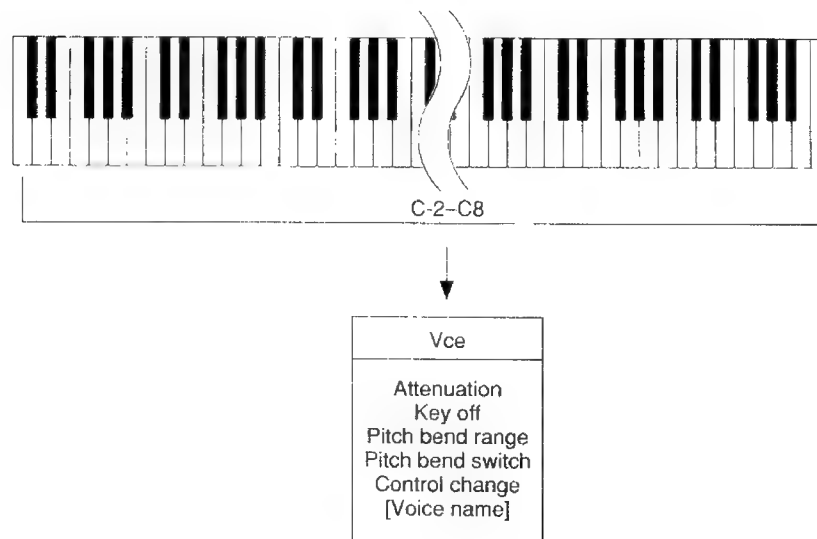 C-2–C8
Vce
Attenuation
Key off
Pitch bend range
Pitch bend switch
Control change
[Voice name]